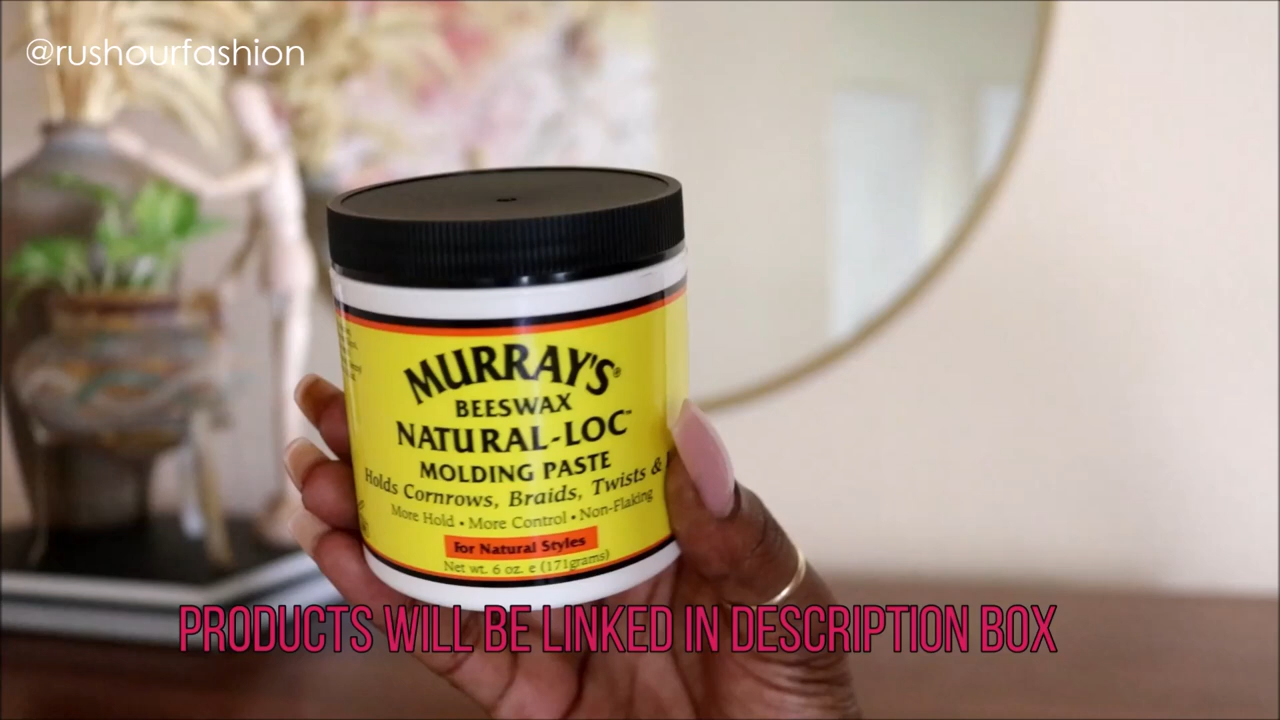 @rushourfashion
MURRAY'S®
BEESWAX
NATURAL-LOC™
MOLDING PASTE
Holds Cornrows, Braids, Twists &
More Hold • More Control • Non-Flaking
For Natural Styles
Net wt. 6 oz. e (171grams)
PRODUCTS WILL BE LINKED IN DESCRIPTION BOX